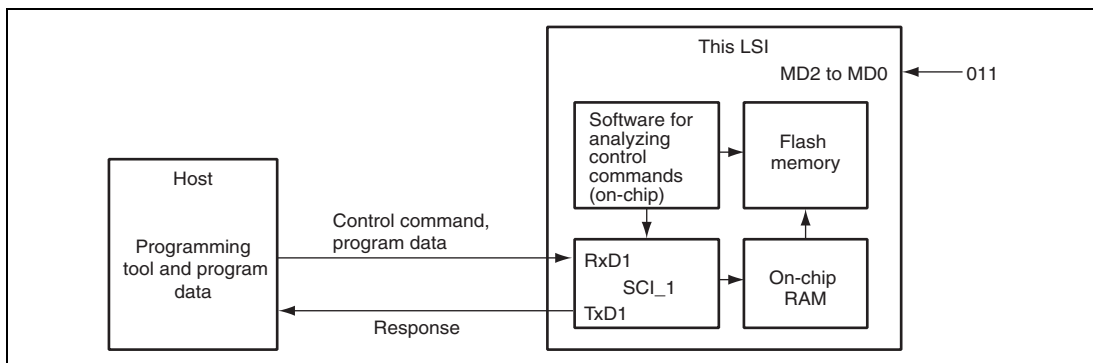 This LSI
MD2 to MD0
011
Software for
analyzing
control
commands
(on-chip)
Flash
memory
Host
Programming
tool and program
data
Control command,
program data
RxD1
SCI_1
TxD1
On-chip
RAM
Response